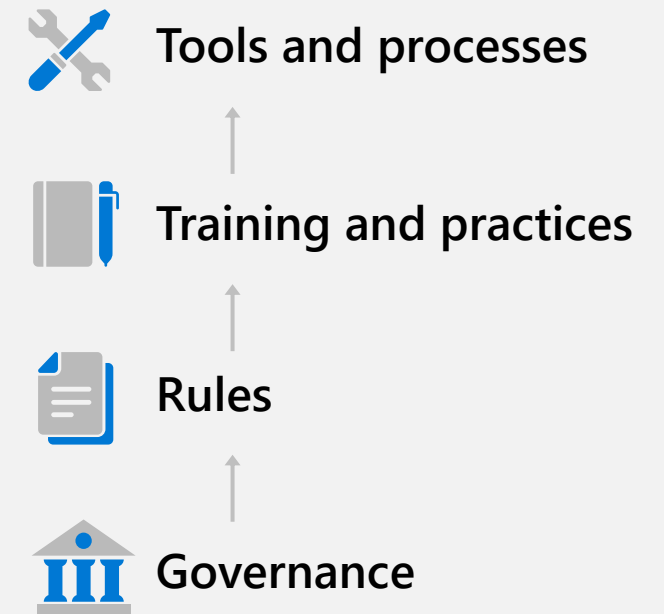 Tools and processes
Training and practices
Rules
Governance